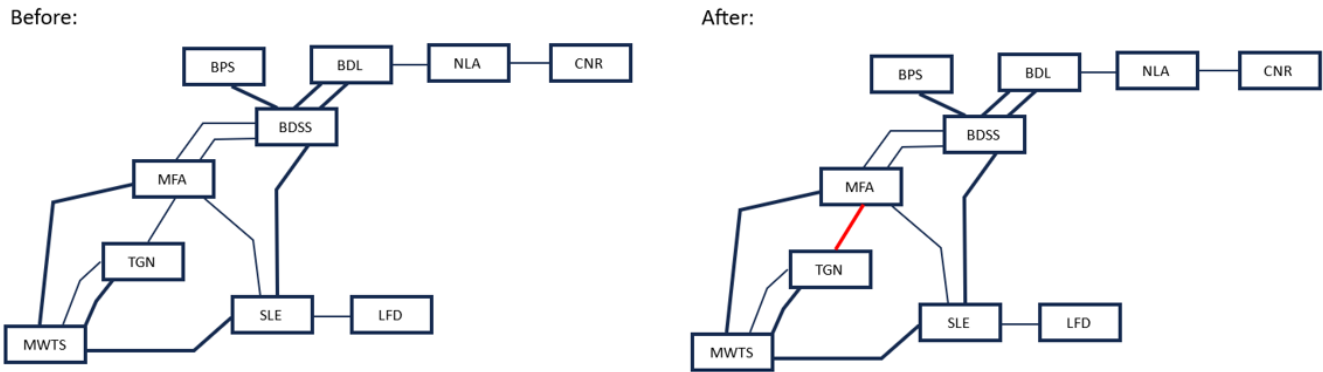 Before:
BPS
BDL
NLA
CNR
BDSS
MFA
TGN
SLE
LFD
MWTS
After:
BPS
BDL
NLA
CNR
BDSS
MFA
TGN
SLE
LFD
MWTS